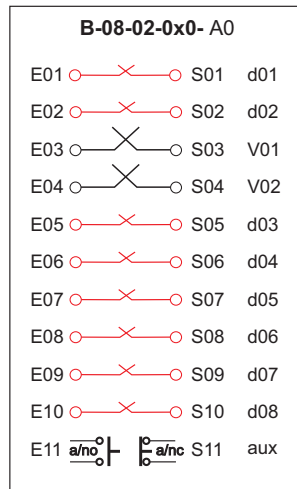 B-08-02-0x0- A0
E01 S01 d01
E02 S02 d02
E03 S03 V01
E04 S04 V02
E05 S05 d03
E06 S06 d04
E07 S07 d05
E08 S08 d06
E09 S09 d07
E10 S10 d08
E11 a/no a/nc S11 aux